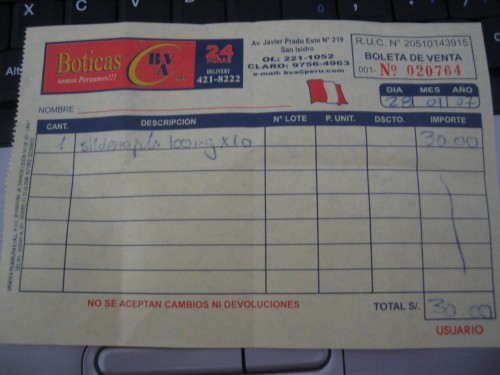 Boticas BVA
somos Peruanos!!!
24 HORAS
DELIVERY
421-8222
Av. Javier Prado Este N° 219
San Isidro
Of.: 221-1052
CLARO: 9756-4963
e-mail: bva@peru.com
R.U.C. N° 20510143915
BOLETA DE VENTA
001- Nº 020764
DIA MES AÑO
28 01 07
NOMBRE
CANT. DESCRIPCION N° LOTE P. UNIT. DSCTO. IMPORTE
1 100mg x 10 30.00
NO SE ACEPTAN CAMBIOS NI DEVOLUCIONES
TOTAL S/. 30.00
USUARIO